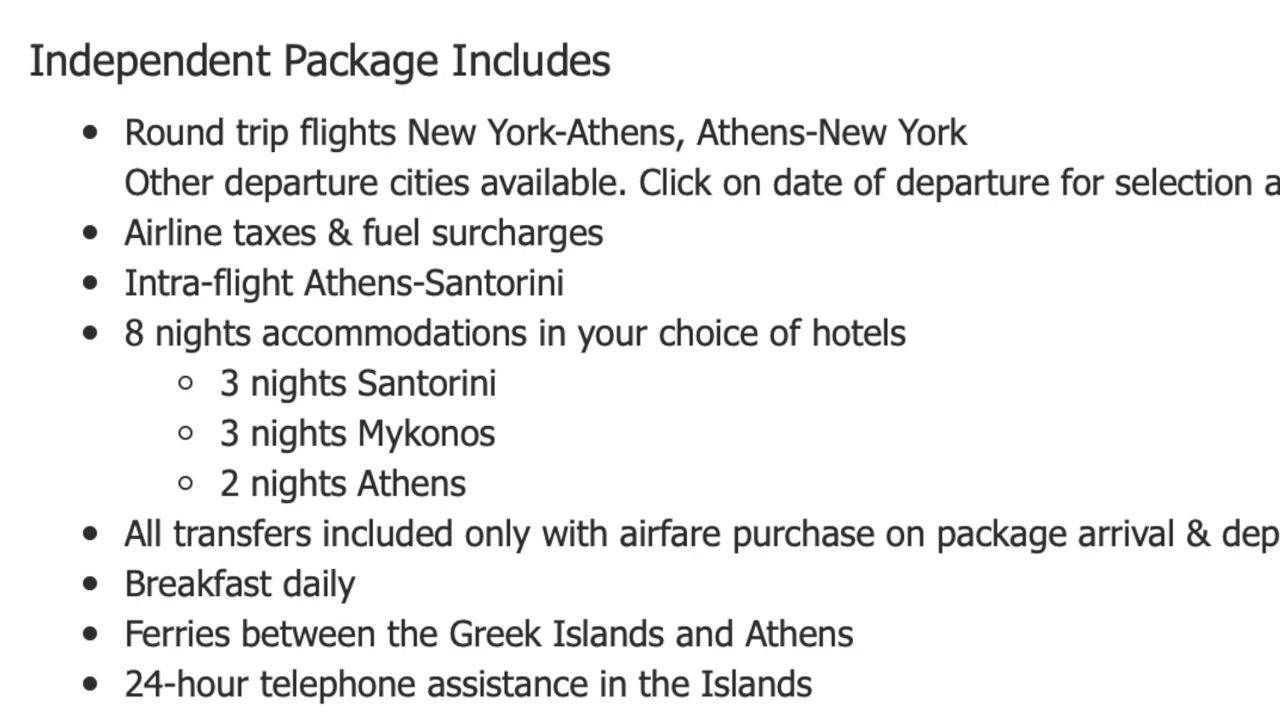 Independent Package Includes
• Round trip flights New York-Athens, Athens-New York
Other departure cities available. Click on date of departure for selection
• Airline taxes & fuel surcharges
• Intra-flight Athens-Santorini
• 8 nights accommodations in your choice of hotels
○ 3 nights Santorini
○ 3 nights Mykonos
○ 2 nights Athens
• All transfers included only with airfare purchase on package arrival &
• Breakfast daily
• Ferries between the Greek Islands and Athens
• 24-hour telephone assistance in the Islands